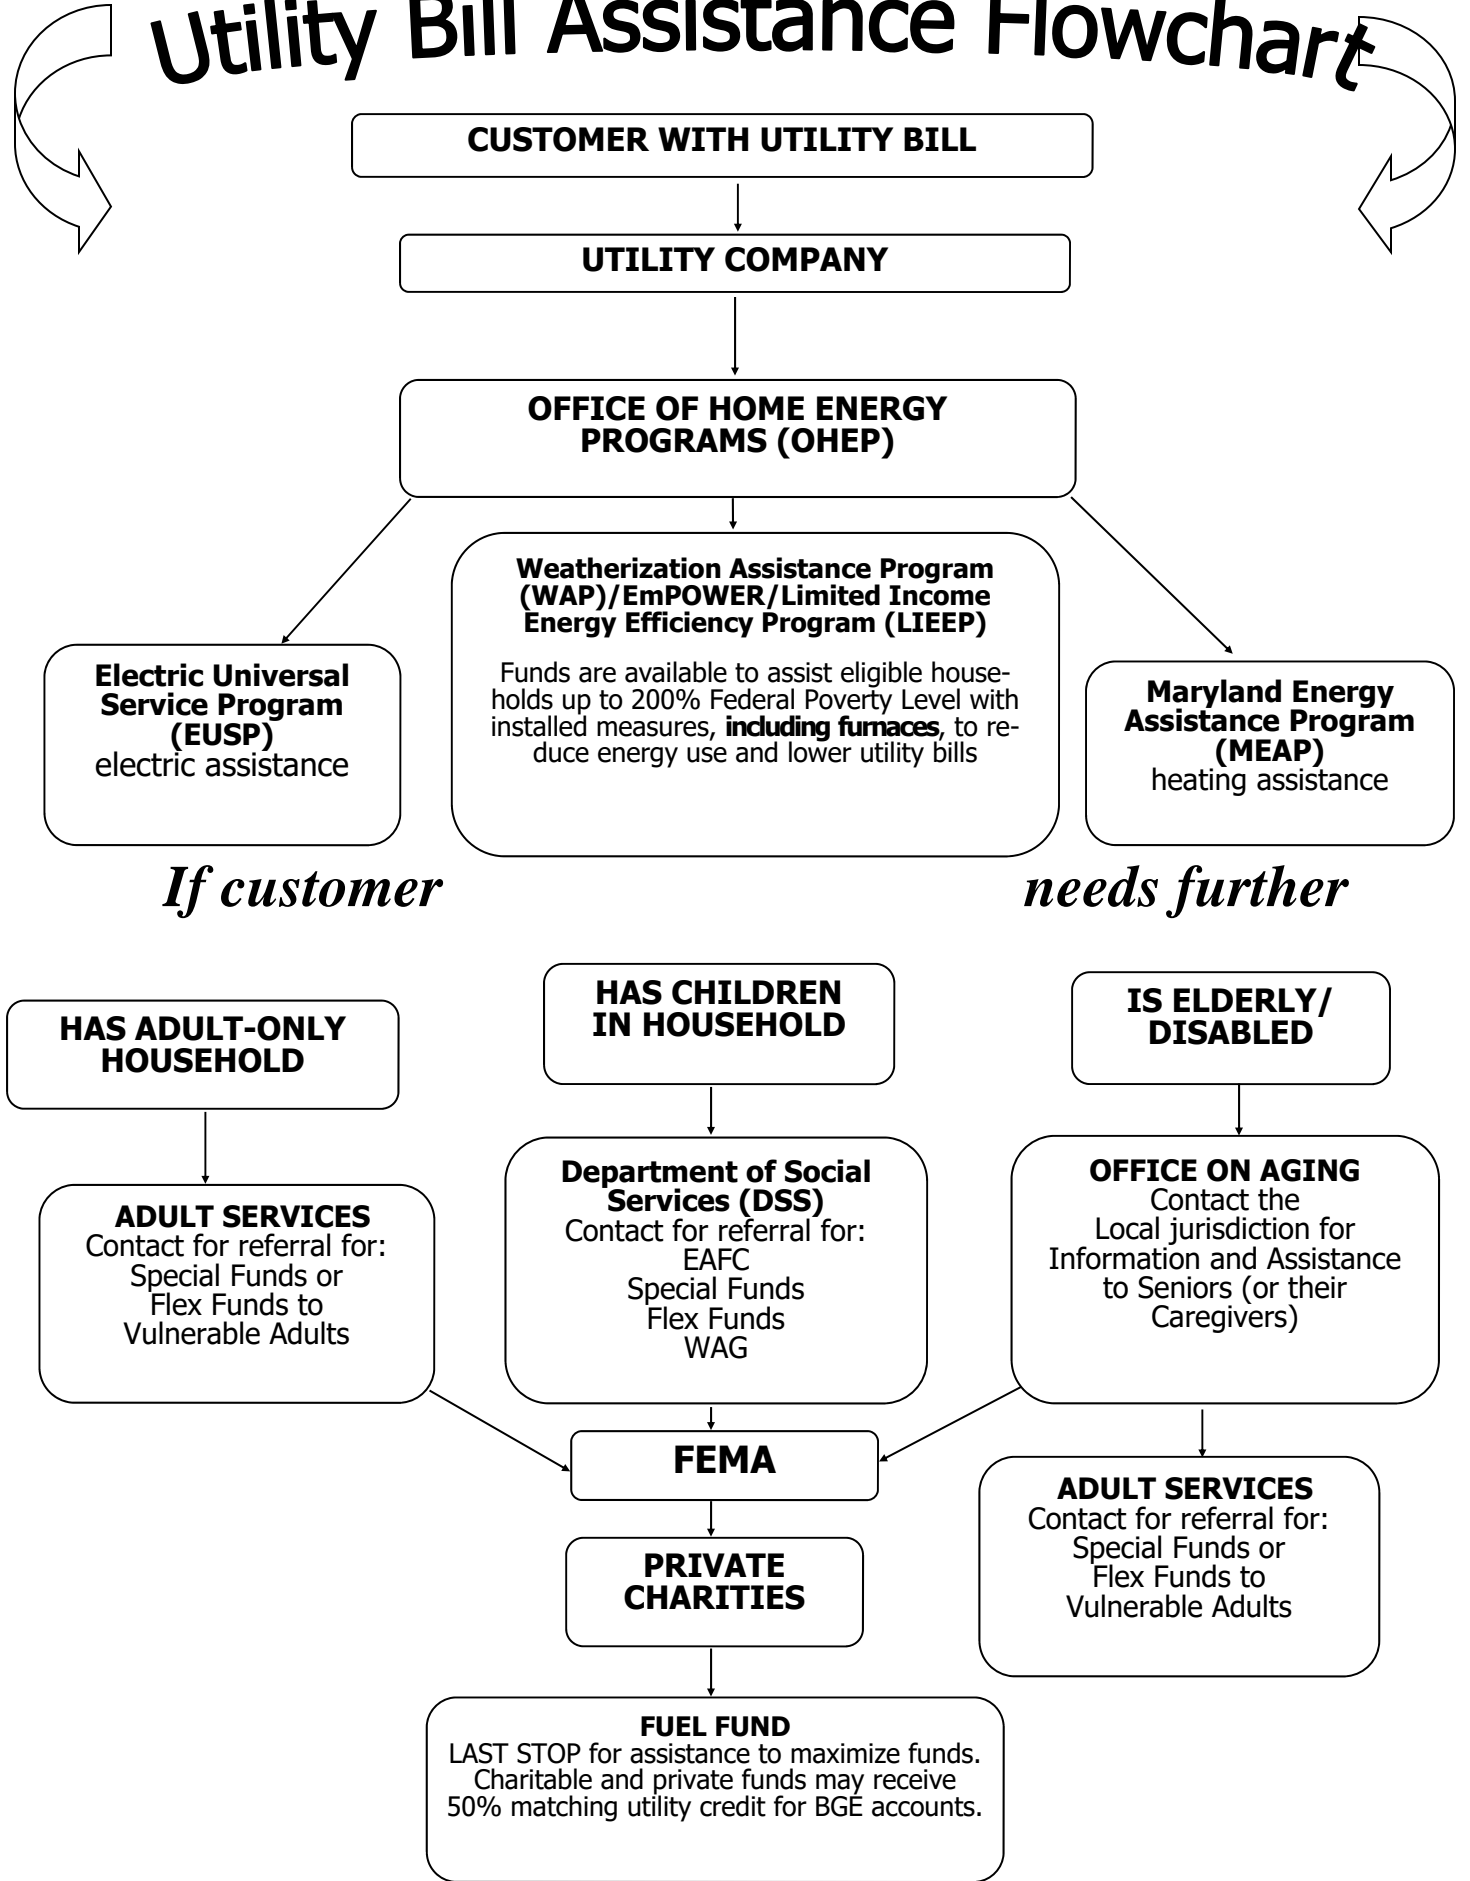 Utility Bill Assistance Flowchart
CUSTOMER WITH UTILITY BILL
UTILITY COMPANY
OFFICE OF HOME ENERGY
PROGRAMS (OHEP)
Electric Universal
Service Program
(EUSP)
electric assistance
Weatherization Assistance Program
(WAP)/EmPOWER/Limited Income
Energy Efficiency Program (LIEEP)
Funds are available to assist eligible house-
holds up to 200% Federal Poverty Level with
installed measures, including furnaces, to re-
duce energy use and lower utility bills
Maryland Energy
Assistance Program
(MEAP)
heating assistance
If customer needs further
HAS ADULT-ONLY
HOUSEHOLD
HAS CHILDREN
IN HOUSEHOLD
IS ELDERLY/
DISABLED
ADULT SERVICES
Contact for referral for:
Special Funds or
Flex Funds to
Vulnerable Adults
Department of Social
Services (DSS)
Contact for referral for:
EAFC
Special Funds
Flex Funds
WAG
OFFICE ON AGING
Contact the
Local jurisdiction for
Information and Assistance
to Seniors (or their
Caregivers)
FEMA
ADULT SERVICES
Contact for referral for:
Special Funds or
Flex Funds to
Vulnerable Adults
PRIVATE
CHARITIES
FUEL FUND
LAST STOP for assistance to maximize funds.
Charitable and private funds may receive
50% matching utility credit for BGE accounts.